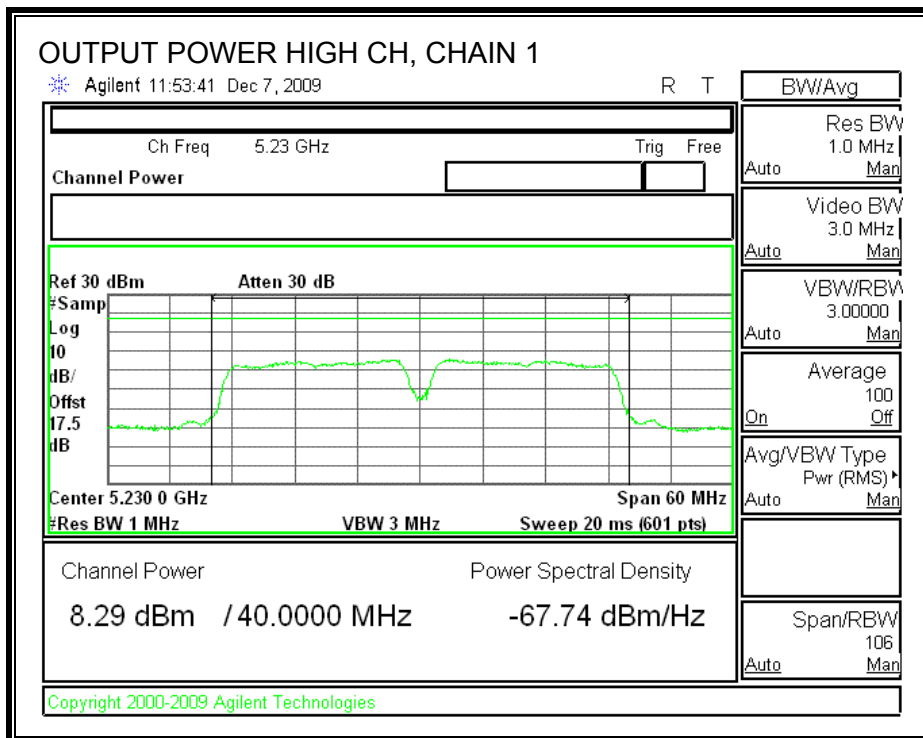 OUTPUT POWER HIGH CH, CHAIN 1
Agilent 11:53:41 Dec 7, 2009 R T
Ch Freq 5.23 GHz Trig Free
Channel Power
Ref 30 dBm Atten 30 dB
#Samp
Log
10
dB/
Offst
17.5
dB
Center 5.230 0 GHz Span 60 MHz
#Res BW 1 MHz VBW 3 MHz Sweep 20 ms (601 pts)
Channel Power Power Spectral Density
8.29 dBm / 40.0000 MHz -67.74 dBm/Hz
Copyright 2000-2009 Agilent Technologies
BW/Avg
Res BW
1.0 MHz
Auto Man
Video BW
3.0 MHz
Auto Man
VBW/RBW
3.00000
Auto Man
Average
100
On Off
Avg/VBW Type
Pwr (RMS)
Auto Man
Span/RBW
106
Auto Man